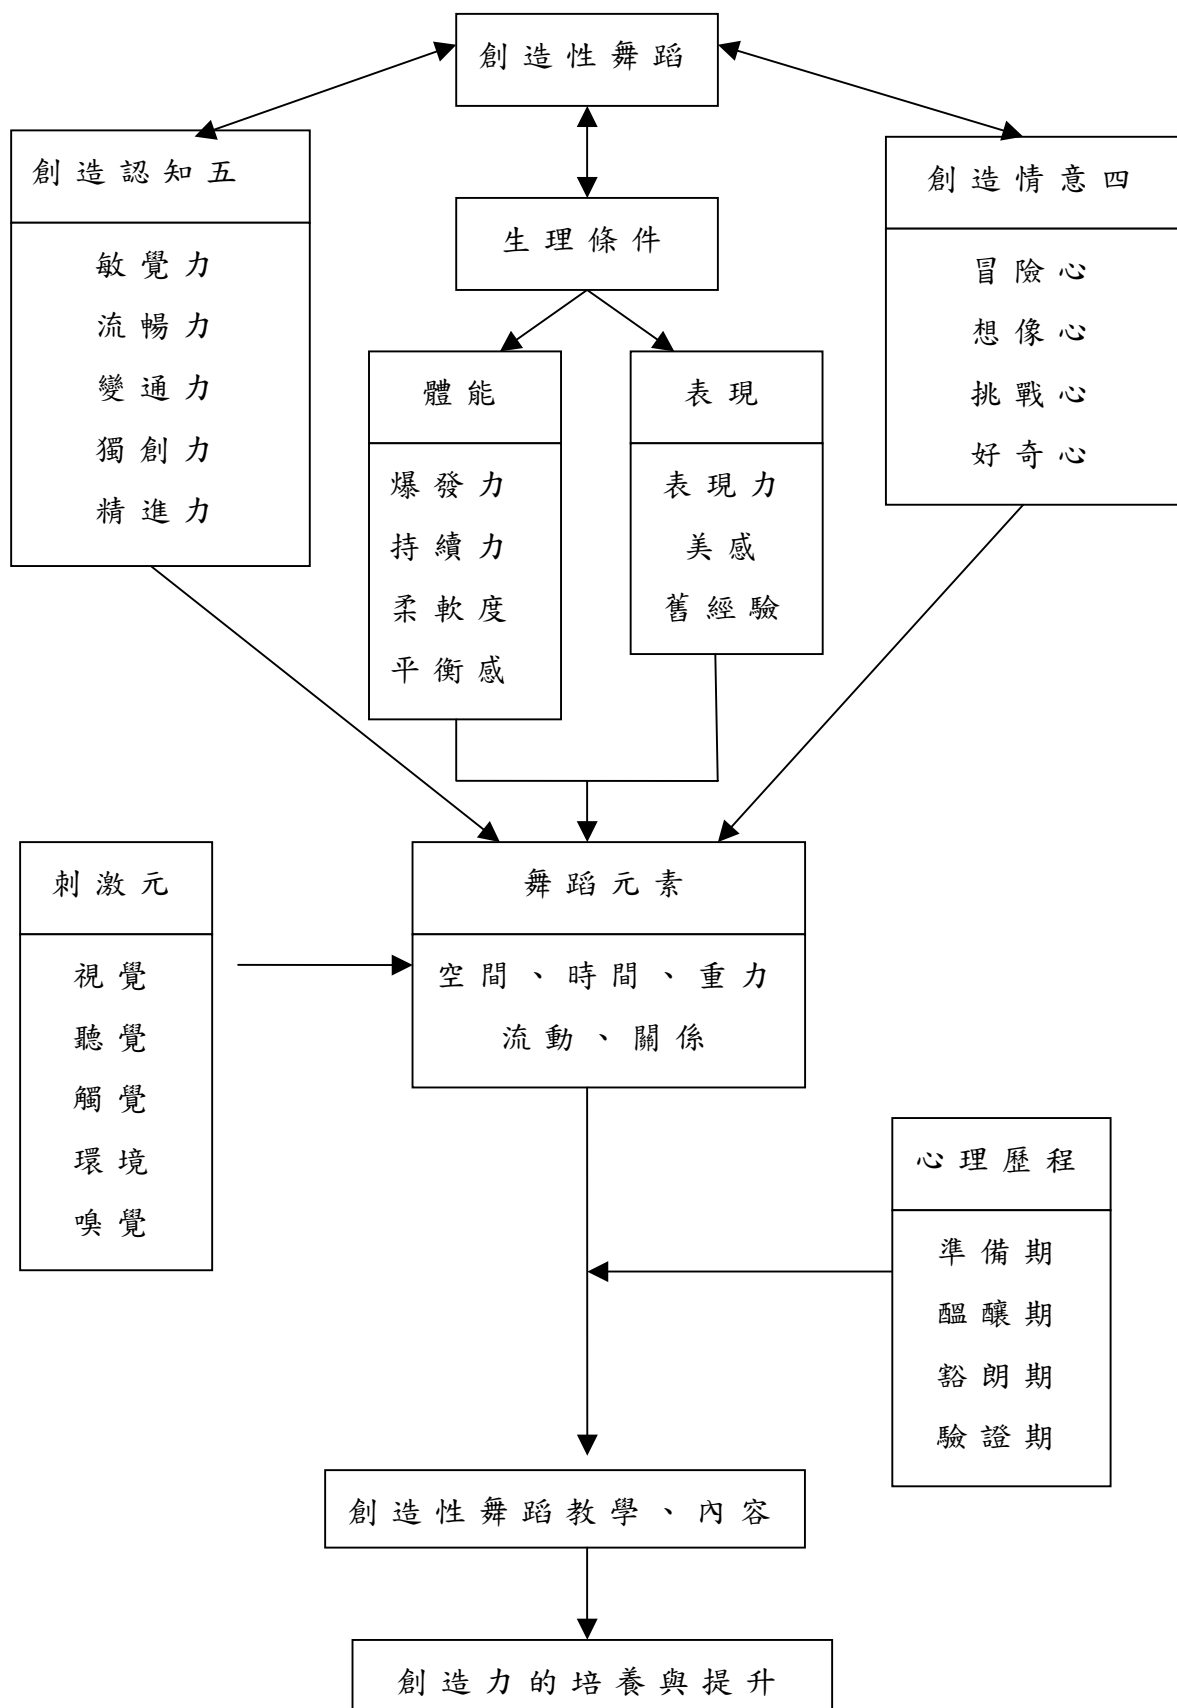 創造性舞蹈
創造認知五
敏覺力
流暢力
變通力
獨創力
精進力
生理條件
體能
爆發力
持續力
柔軟度
平衡感
表現
表現力
美感
舊經驗
創造情意四
冒險心
想像心
挑戰心
好奇心
刺激元
視覺
聽覺
觸覺
環境
嗅覺
舞蹈元素
空間、時間、重力
流動、關係
心理歷程
準備期
醞釀期
豁朗期
驗證期
創造性舞蹈教學、內容
創造力的培養與提升